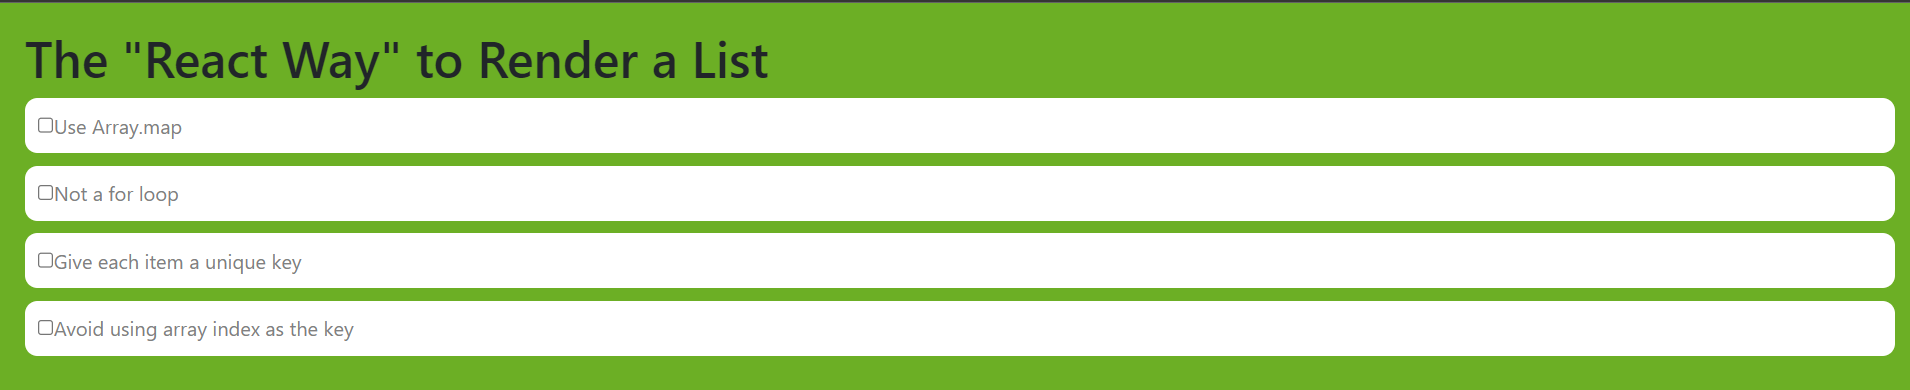 The "React Way" to Render a List
Use Array.map
Not a for loop
Give each item a unique key
Avoid using array index as the key